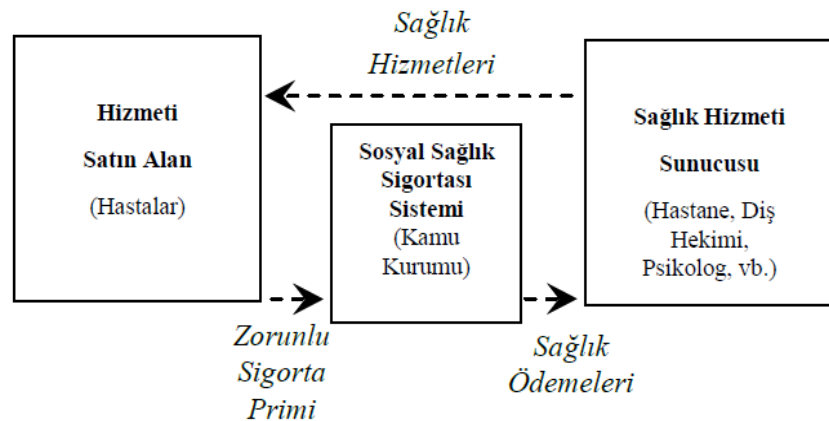 Sağlık
Hizmetleri
Hizmeti
Satın Alan
(Hastalar)
Sosyal Sağlık
Sigortası
Sistemi
(Kamu
Kurumu)
Sağlık Hizmeti
Sunucusu
(Hastane, Diş
Hekimi,
Psikolog, vb.)
Zorunlu
Sigorta
Primi
Sağlık
Ödemeleri